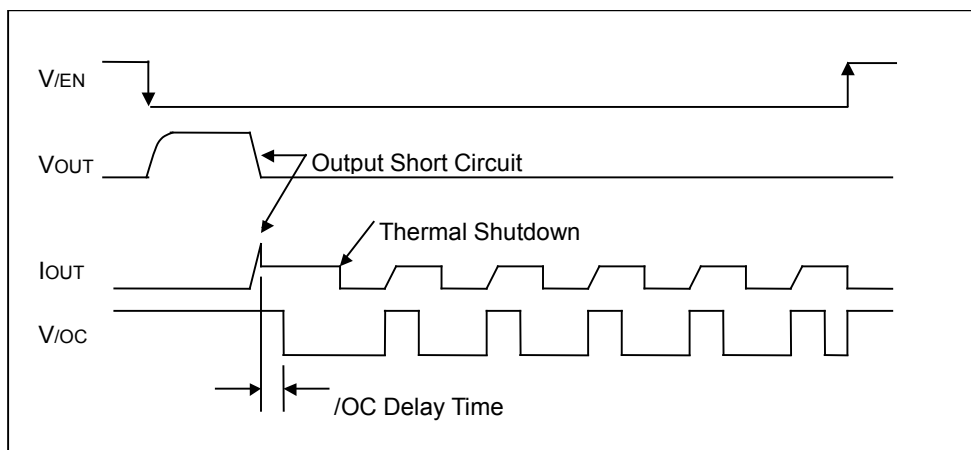 V/EN
VOUT
Output Short Circuit
Thermal Shutdown
IOUT
V/OC
/OC Delay Time